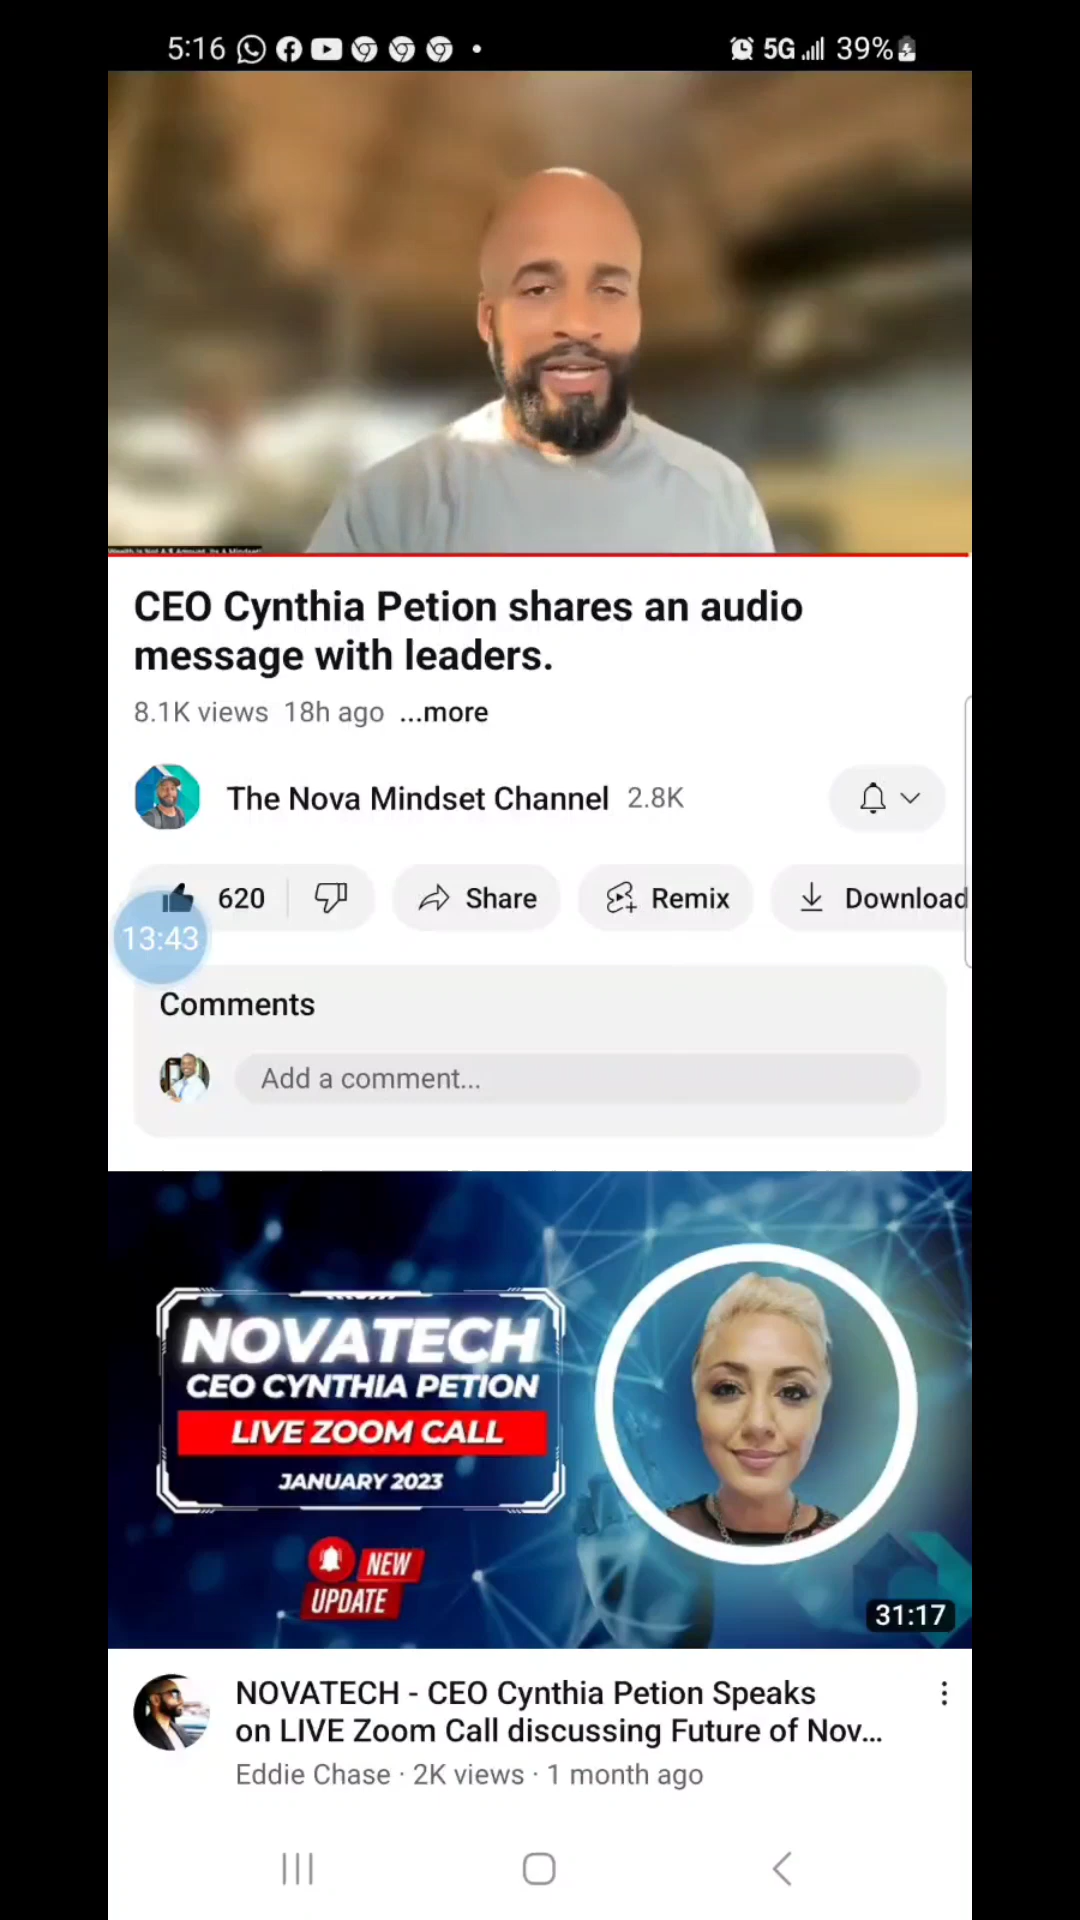 5:16
5G 39%
CEO Cynthia Petion shares an audio
message with leaders.
8.1K views 18h ago ...more
The Nova Mindset Channel 2.8K
620 Share Remix Download
13:43
Comments
Add a comment...
NOVATECH
CEO CYNTHIA PETION
LIVE ZOOM CALL
JANUARY 2023
NEW
UPDATE
31:17
NOVATECH - CEO Cynthia Petion Speaks
on LIVE Zoom Call discussing Future of Nov...
Eddie Chase · 2K views · 1 month ago